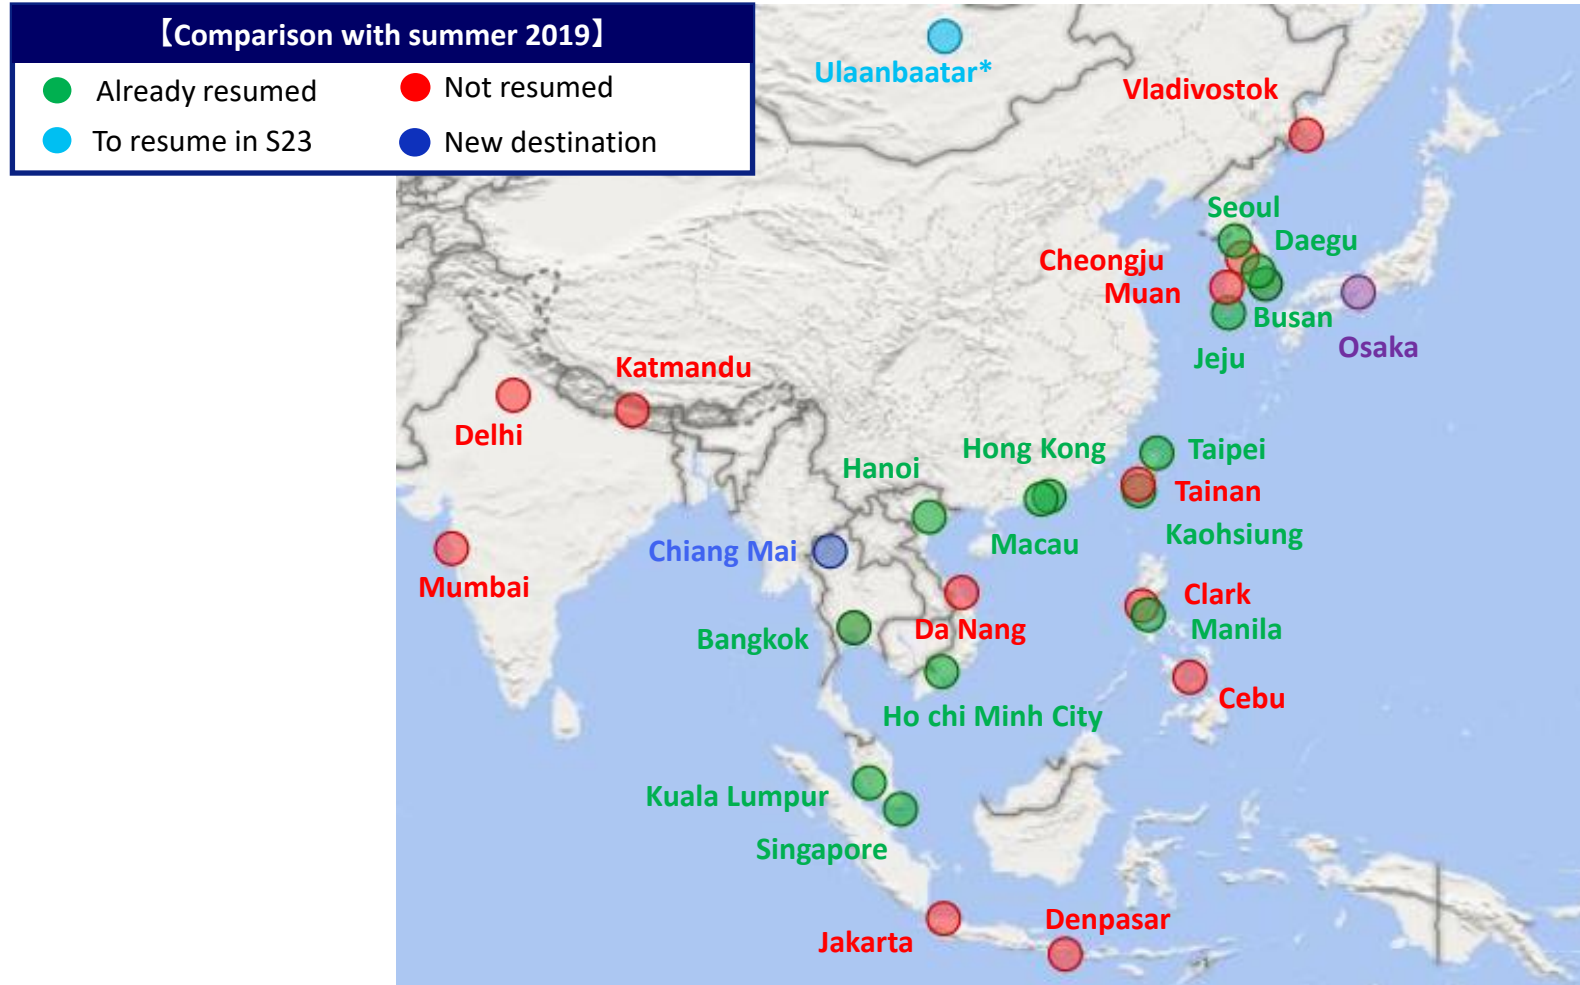 【Comparison with summer 2019】
Already resumed
Not resumed
To resume in S23
New destination
Ulaanbaatar*
Vladivostok
Seoul
Daegu
Cheongju
Muan
Busan
Osaka
Jeju
Katmandu
Delhi
Hong Kong
Taipei
Hanoi
Tainan
Kaohsiung
Macau
Chiang Mai
Mumbai
Clark
Da Nang
Manila
Bangkok
Cebu
Ho chi Minh City
Kuala Lumpur
Singapore
Denpasar
Jakarta